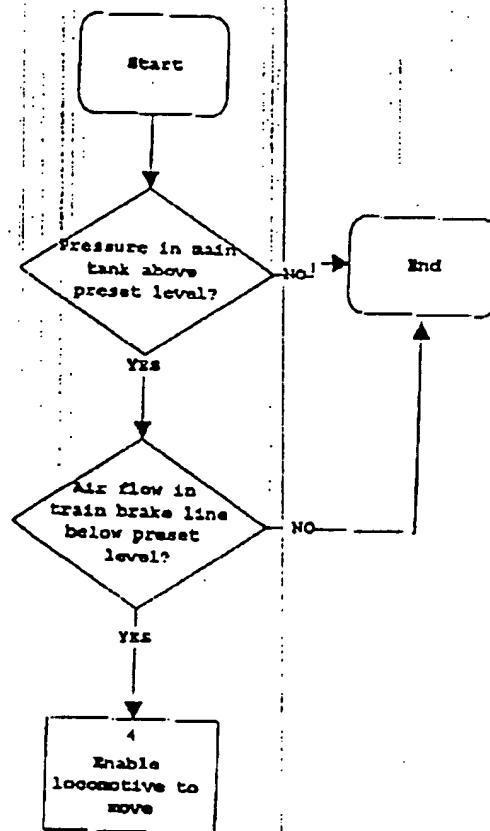 Start
Pressure in main
tank above
preset level?
NO
End
YES
Air flow in
train brake line
below preset
level?
NO
YES
4
Enable
locomotive to
move